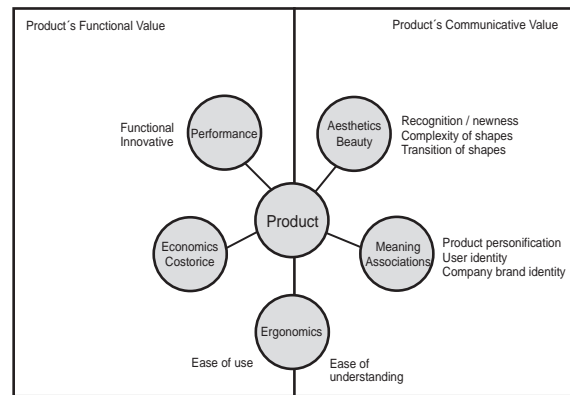 Product´s Functional Value
Product´s Communicative Value
Functional
Innovative
Performance
Aesthetics
Beauty
Recognition / newness
Complexity of shapes
Transition of shapes
Product
Economics
Costorice
Meaning
Associations
Product personification
User identity
Company brand identity
Ergonomics
Ease of use
Ease of
understanding